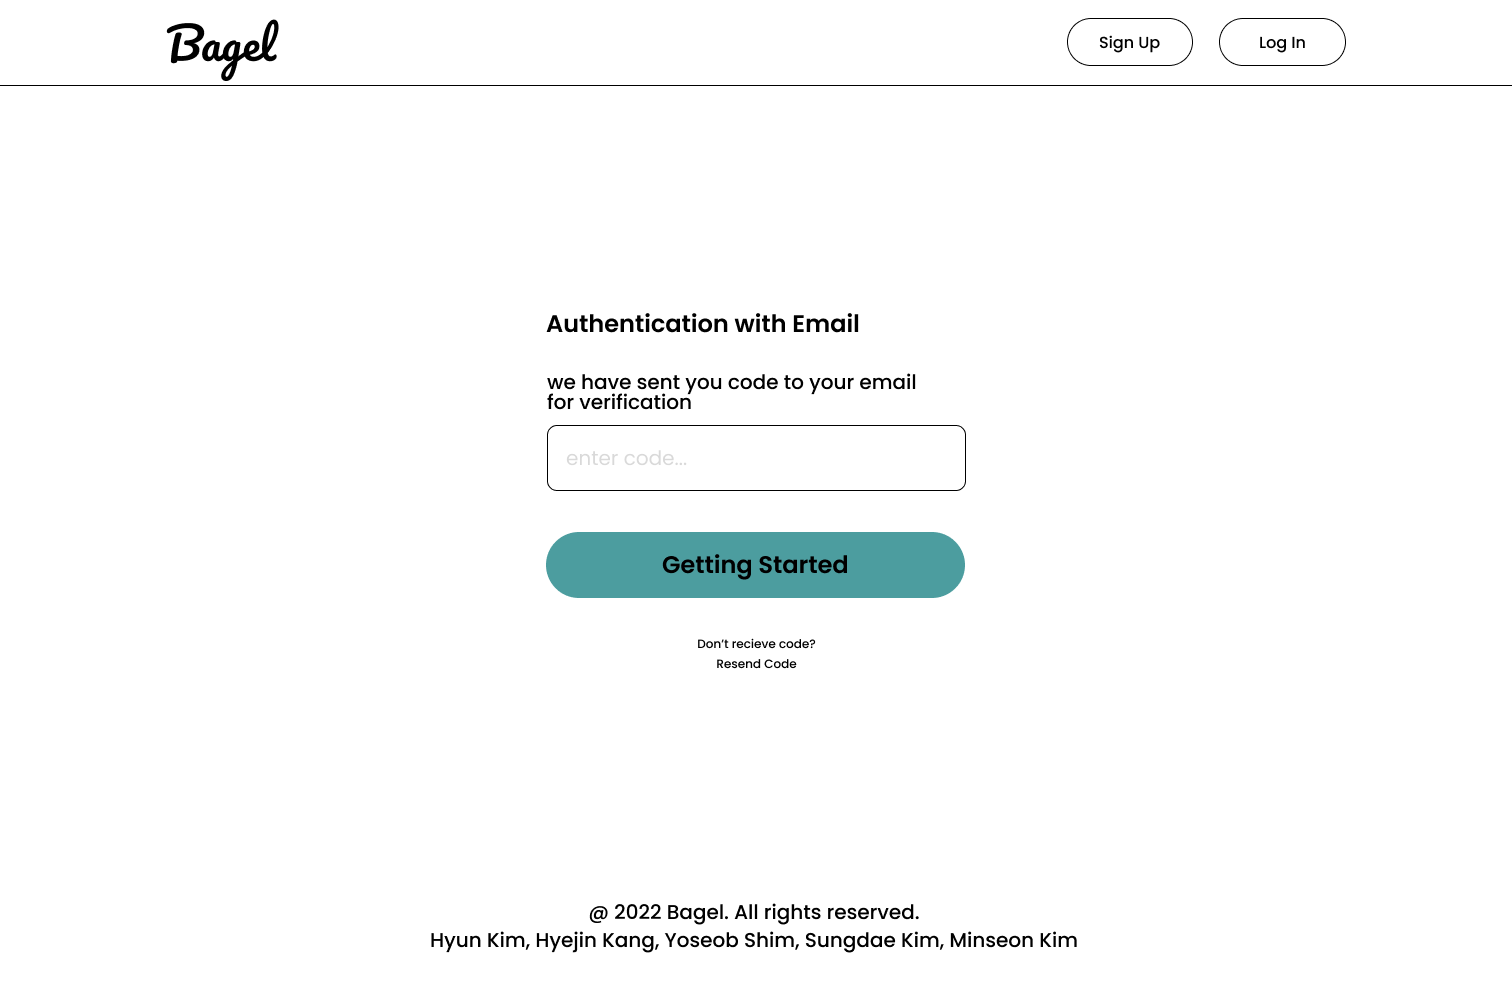 Bagel
Sign Up
Log In
Authentication with Email
we have sent you code to your email
for verification
enter code...
Getting Started
Don’t recieve code?
Resend Code
@ 2022 Bagel. All rights reserved.
Hyun Kim, Hyejin Kang, Yoseob Shim, Sungdae Kim, Minseon Kim